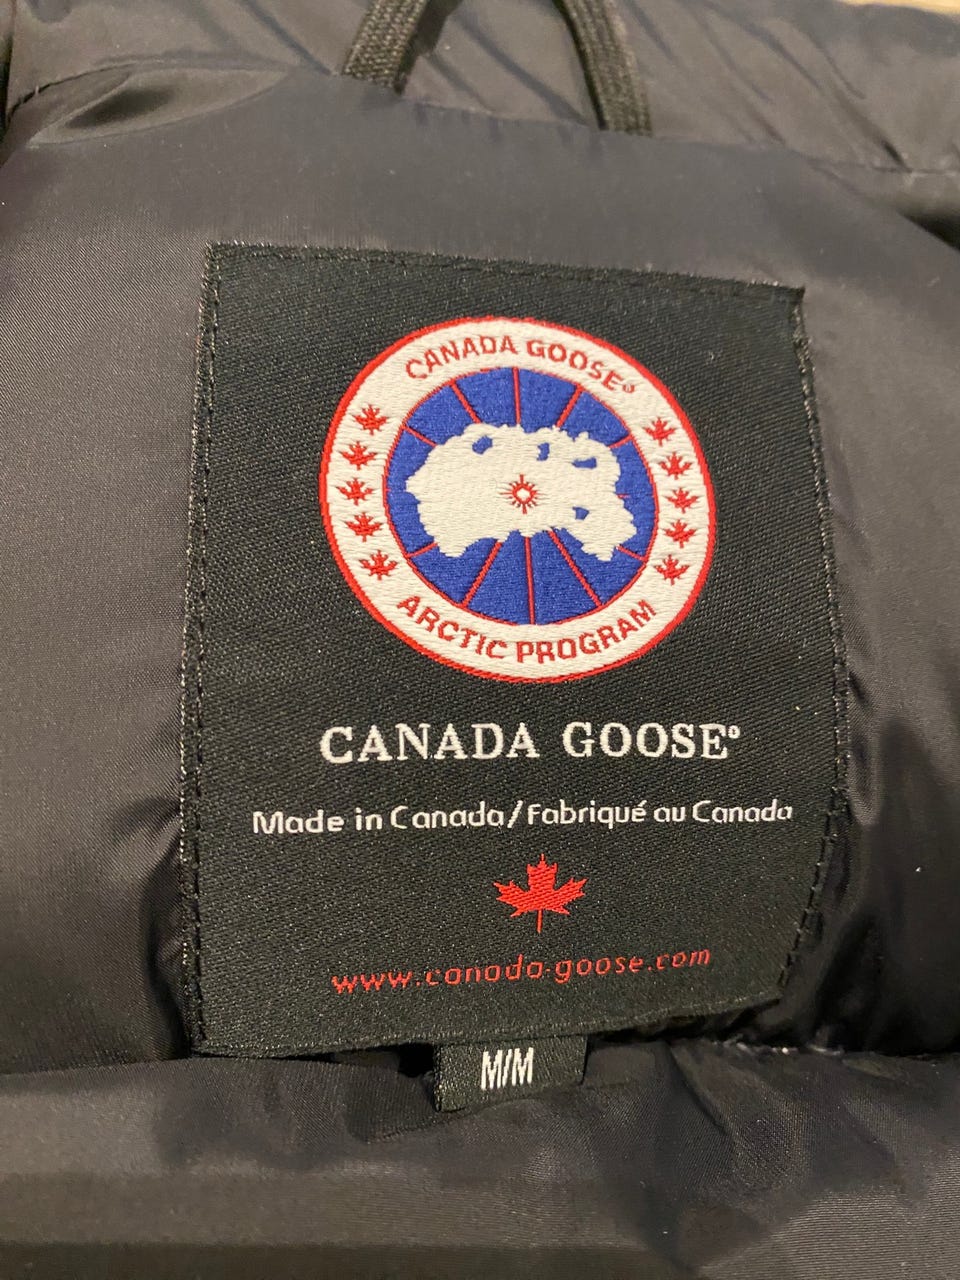 CANADA GOOSE®
ARCTIC PROGRAM
CANADA GOOSE®
Made in Canada/Fabriqué au Canada
www.canada-goose.com
M/M